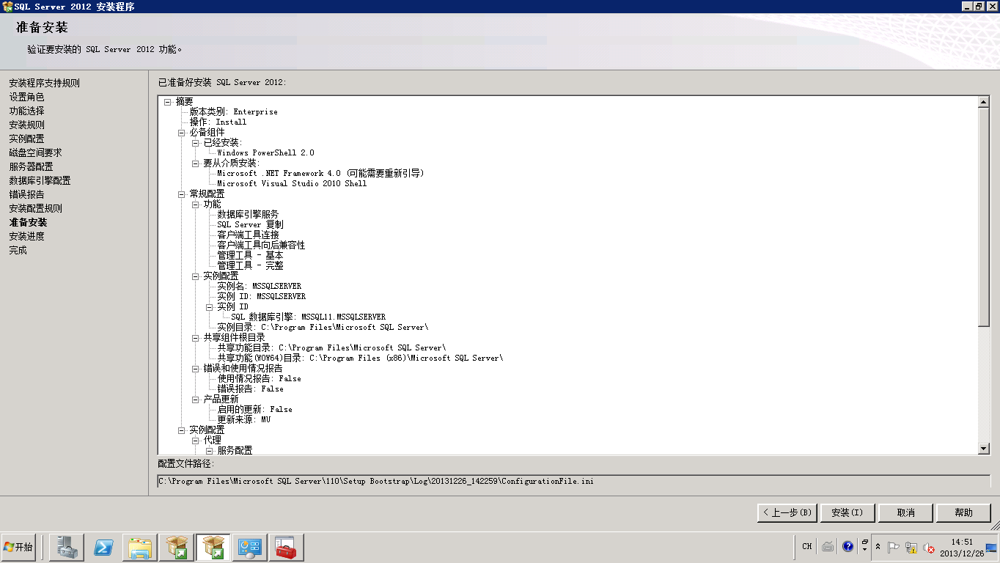 SQL Server 2012 安装程序
准备安装
验证要安装的 SQL Server 2012 功能。
安装程序支持规则
设置角色
功能选择
安装规则
实例配置
磁盘空间要求
服务器配置
数据库引擎配置
错误报告
安装配置规则
准备安装
安装进度
完成
已准备好安装 SQL Server 2012:
摘要
版本类别: Enterprise
操作: Install
必备组件
已经安装:
Windows PowerShell 2.0
要从介质安装:
Microsoft .NET Framework 4.0 (可能需要重新引导)
Microsoft Visual Studio 2010 Shell
常规配置
功能
数据库引擎服务
SQL Server 复制
客户端工具连接
客户端工具向后兼容性
管理工具 - 基本
管理工具 - 完整
实例配置
实例名: MSSQLSERVER
实例 ID: MSSQLSERVER
实例 ID
SQL 数据库引擎: MSSQL11.MSSQLSERVER
实例目录: C:\Program Files\Microsoft SQL Server\
共享组件根目录
共享功能目录: C:\Program Files\Microsoft SQL Server\
共享功能(WOW64)目录: C:\Program Files (x86)\Microsoft SQL Server\
错误和使用情况报告
使用情况报告: False
错误报告: False
产品更新
启用的更新: False
更新来源: MU
实例配置
代理
服务配置
配置文件路径:
C:\Program Files\Microsoft SQL Server\110\Setup Bootstrap\Log\20131226_142259\ConfigurationFile.ini
< 上一步(B) 安装(I) 取消 帮助
开始 CH 14:51
2013/12/26